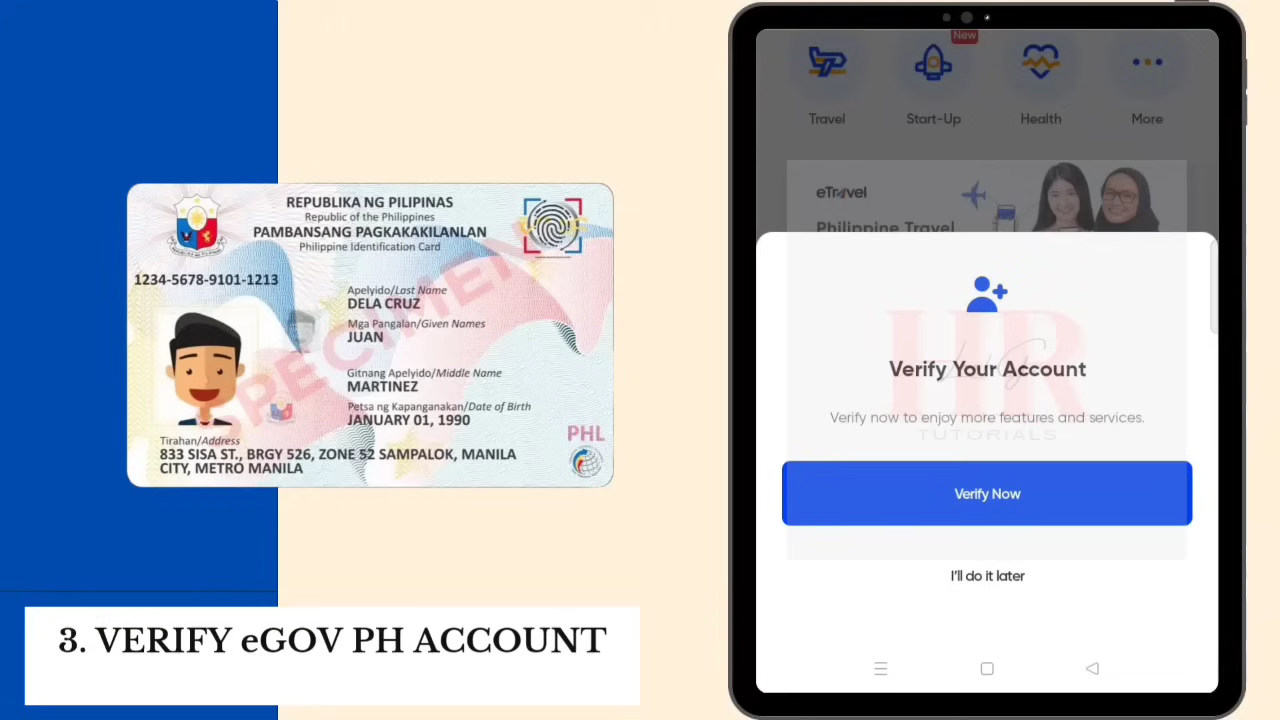 REPUBLIKA NG PILIPINAS
Republic of the Philippines
PAMBANSANG PAGKAKAKILANLAN
Philippine Identification Card
1234-5678-9101-1213
Apelyido/Last Name
DELA CRUZ
Mga Pangalan/Given Names
JUAN
Gitnang Apelyido/Middle Name
MARTINEZ
Petsa ng Kapanganakan/Date of Birth
JANUARY 01, 1990
PHL
Tirahan/Address
833 SISA ST., BRGY 526, ZONE 52 SAMPALOK, MANILA
CITY, METRO MANILA
SPECIMEN
3. VERIFY eGOV PH ACCOUNT
New
Travel
Start-Up
Health
More
eTravel
Philippine Travel
HR
TUTORIALS
Verify Your Account
Verify now to enjoy more features and services.
Verify Now
I'll do it later